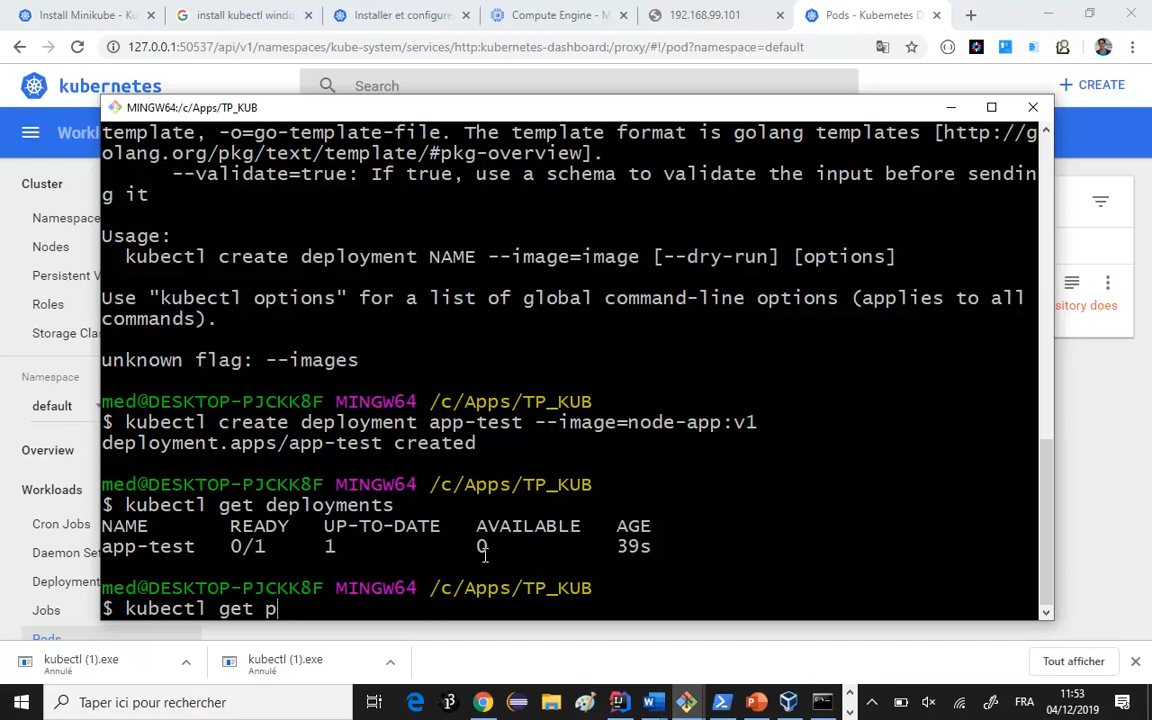 Install Minikube - Kub
install kubectl windo
Installer et configure
Compute Engine - M
192.168.99.101
Pods - Kubernetes D
127.0.0.1:50537/api/v1/namespaces/kube-system/services/http:kubernetes-dashboard:/proxy/#!/pod?namespace=default
kubernetes
Search
CREATE
Workl
MINGW64:/c/Apps/TP_KUB
template, -o=go-template-file. The template format is golang templates [http://g
olang.org/pkg/text/template/#pkg-overview].
--validate=true: If true, use a schema to validate the input before sendin
g it
Usage:
kubectl create deployment NAME --image=image [--dry-run] [options]
Use "kubectl options" for a list of global command-line options (applies to all
commands).
unknown flag: --images
med@DESKTOP-PJCKK8F MINGW64 /c/Apps/TP_KUB
$ kubectl create deployment app-test --image=node-app:v1
deployment.apps/app-test created
med@DESKTOP-PJCKK8F MINGW64 /c/Apps/TP_KUB
$ kubectl get deployments
NAME READY UP-TO-DATE AVAILABLE AGE
app-test 0/1 1 0 39s
med@DESKTOP-PJCKK8F MINGW64 /c/Apps/TP_KUB
$ kubectl get p
Cluster
Namespace
Nodes
Persistent V
Roles
Storage Clas
Namespace
default
Overview
Workloads
Cron Jobs
Daemon Sets
Deployment
Jobs
Pods
sitory does
kubectl (1).exe
Annulé
kubectl (1).exe
Annulé
Tout afficher
Taper ici pour rechercher
FRA
11:53
04/12/2019